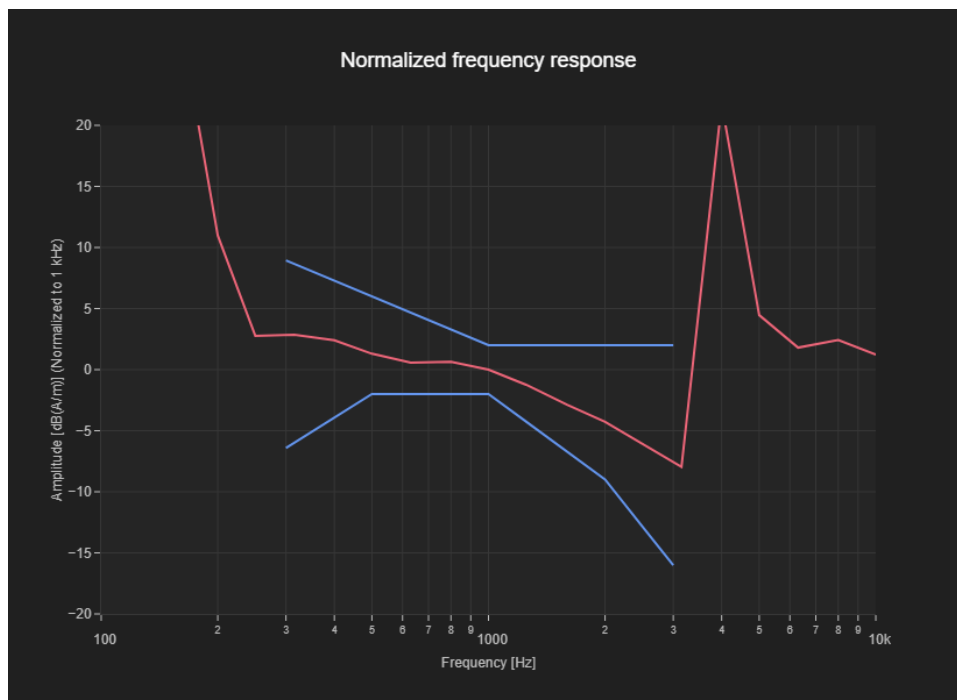 Normalized frequency response
Amplitude [dB(A/m)] (Normalized to 1 kHz)
20
15
10
5
0
−5
−10
−15
−20
100 2 3 4 5 6 7 8 9 1000 2 3 4 5 6 7 8 9 10k
Frequency [Hz]